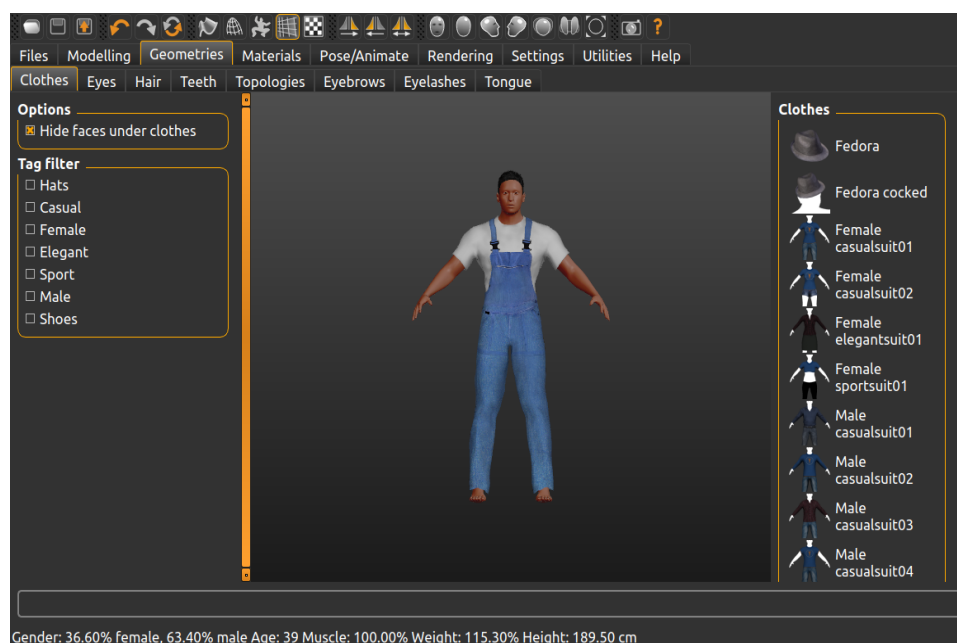 Files Modelling Geometries Materials Pose/Animate Rendering Settings Utilities Help
Clothes Eyes Hair Teeth Topologies Eyebrows Eyelashes Tongue
Options
Hide faces under clothes
Tag filter
Hats
Casual
Female
Elegant
Sport
Male
Shoes
Clothes
Fedora
Fedora cocked
Female
casualsuit01
Female
casualsuit02
Female
elegantsuit01
Female
sportsuit01
Male
casualsuit01
Male
casualsuit02
Male
casualsuit03
Male
casualsuit04
Gender: 36.60% female, 63.40% male Age: 39 Muscle: 100.00% Weight: 115.30% Height: 189.50 cm